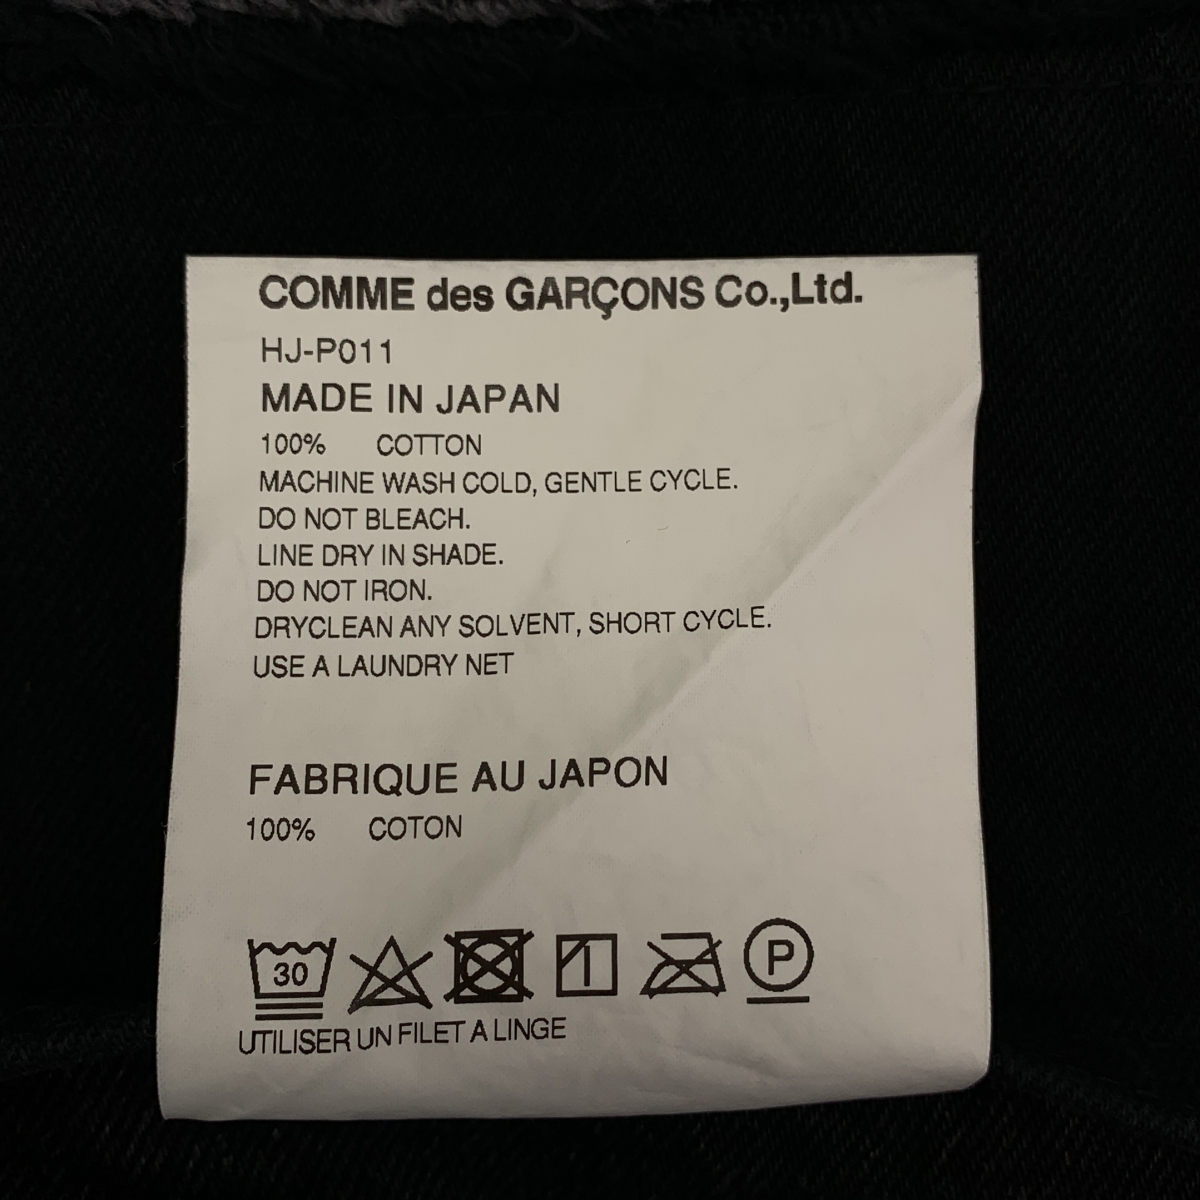 COMME des GARÇONS Co.,Ltd.
HJ-P011
MADE IN JAPAN
100% COTTON
MACHINE WASH COLD, GENTLE CYCLE.
DO NOT BLEACH.
LINE DRY IN SHADE.
DO NOT IRON.
DRYCLEAN ANY SOLVENT, SHORT CYCLE.
USE A LAUNDRY NET
FABRIQUE AU JAPON
100% COTON
30 P
UTILISER UN FILET A LINGE